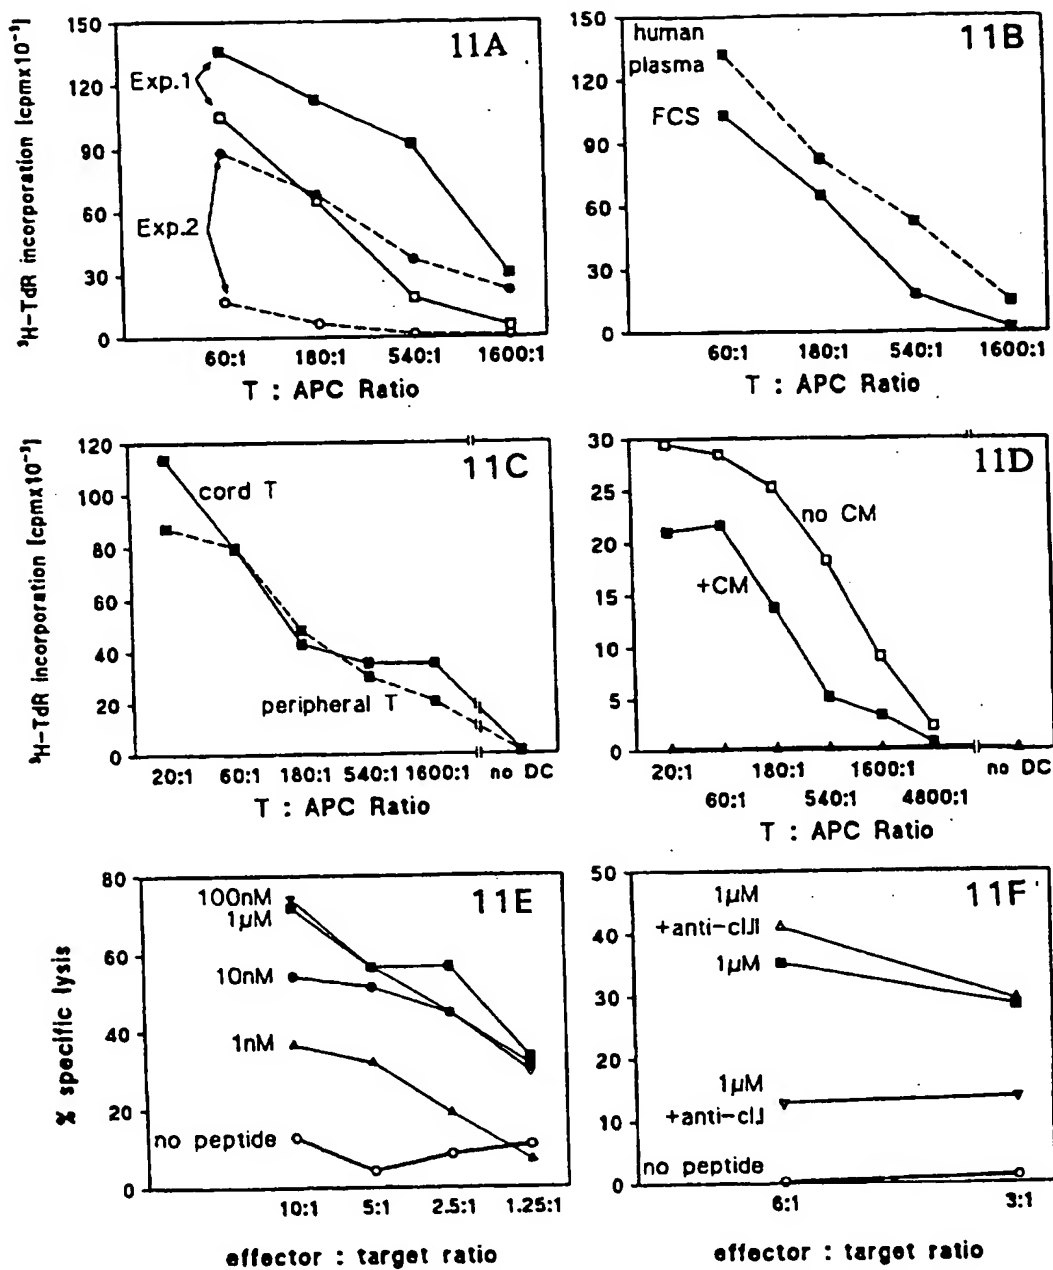 11A
³H-TdR incorporation [cpmx10⁻³]
150
120
90
60
30
0
Exp.1
Exp.2
60:1 180:1 540:1 1600:1
T : APC Ratio
11B
150
120
90
60
30
0
human
plasma
FCS
60:1 180:1 540:1 1600:1
T : APC Ratio
11C
³H-TdR incorporation [cpmx10⁻³]
120
100
80
60
40
20
0
cord T
peripheral T
20:1 60:1 180:1 540:1 1600:1 no DC
T : APC Ratio
11D
30
25
20
15
10
5
0
no CM
+CM
20:1 180:1 1600:1 no DC
60:1 540:1 4800:1
T : APC Ratio
11E
% specific lysis
80
60
40
20
0
100nM
1μM
10nM
1nM
no peptide
10:1 5:1 2.5:1 1.25:1
effector : target ratio
11F
50
40
30
20
10
0
1μM
+anti-clJl
1μM
1μM
+anti-clJ
no peptide
6:1 3:1
effector : target ratio